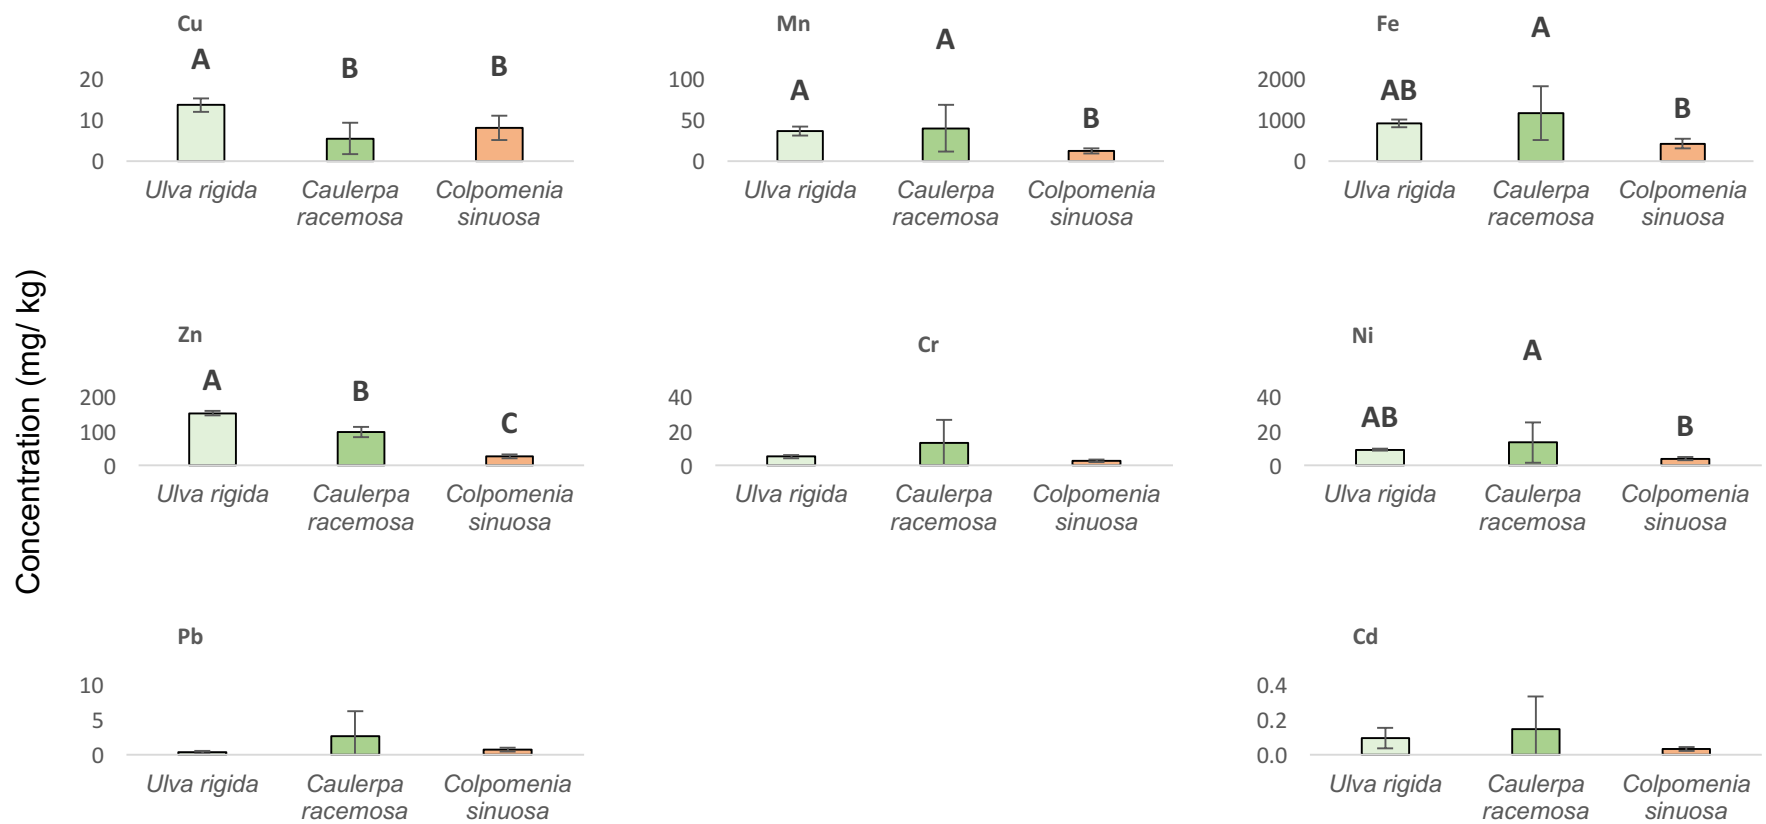 Concentration (mg/ kg)
Cu
A
B
B
20
10
0
Ulva rigida
Caulerpa
racemosa
Colpomenia
sinuosa
Mn
A
A
B
100
50
0
Ulva rigida
Caulerpa
racemosa
Colpomenia
sinuosa
Fe
AB
A
B
2000
1000
0
Ulva rigida
Caulerpa
racemosa
Colpomenia
sinuosa
Zn
A
B
C
200
100
0
Ulva rigida
Caulerpa
racemosa
Colpomenia
sinuosa
Cr
40
20
0
Ulva rigida
Caulerpa
racemosa
Colpomenia
sinuosa
Ni
AB
A
B
40
20
0
Ulva rigida
Caulerpa
racemosa
Colpomenia
sinuosa
Pb
10
5
0
Ulva rigida
Caulerpa
racemosa
Colpomenia
sinuosa
Cd
0.4
0.2
0.0
Ulva rigida
Caulerpa
racemosa
Colpomenia
sinuosa